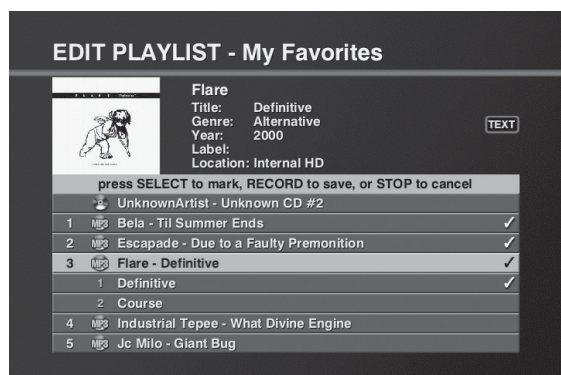 EDIT PLAYLIST - My Favorites
Flare
Title: Definitive
Genre: Alternative
Year: 2000
Label:
Location: Internal HD
TEXT
press SELECT to mark, RECORD to save, or STOP to cancel
UnknownArtist - Unknown CD #2
1 MP3 Bela - Til Summer Ends ✓
2 MP3 Escapade - Due to a Faulty Premonition ✓
3 MP3 Flare - Definitive ✓
1 Definitive ✓
2 Course
4 MP3 Industrial Tepee - What Divine Engine
5 MP3 Jc Milo - Giant Bug